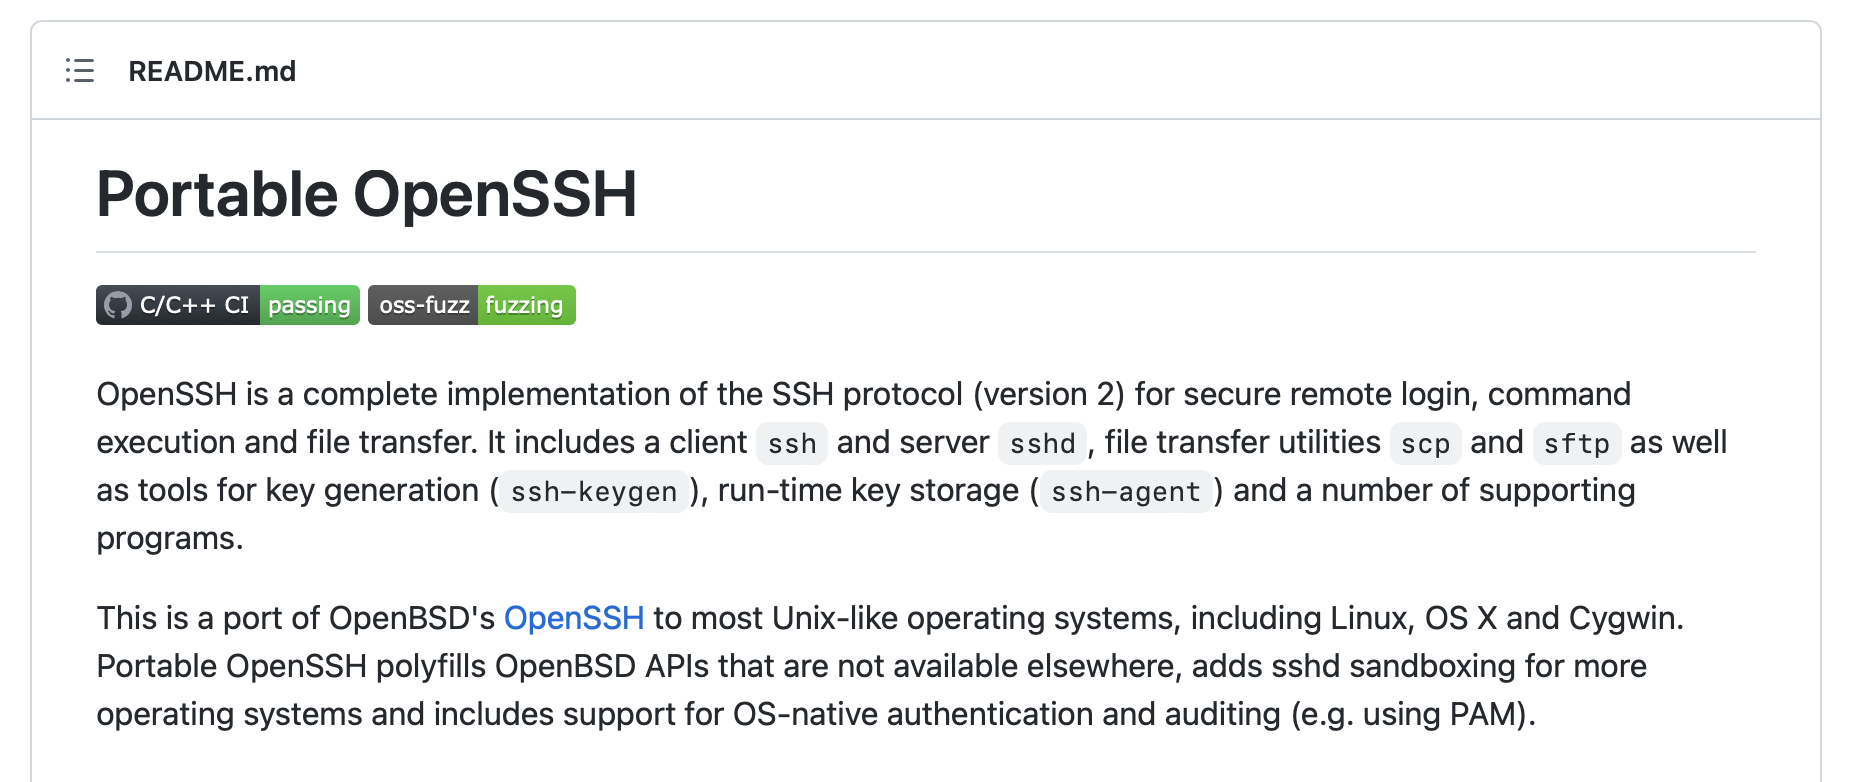 README.md
Portable OpenSSH
C/C++ CI passing oss-fuzz fuzzing
OpenSSH is a complete implementation of the SSH protocol (version 2) for secure remote login, command
execution and file transfer. It includes a client ssh and server sshd, file transfer utilities scp and sftp as well
as tools for key generation (ssh-keygen), run-time key storage (ssh-agent) and a number of supporting
programs.
This is a port of OpenBSD's OpenSSH to most Unix-like operating systems, including Linux, OS X and Cygwin.
Portable OpenSSH polyfills OpenBSD APIs that are not available elsewhere, adds sshd sandboxing for more
operating systems and includes support for OS-native authentication and auditing (e.g. using PAM).